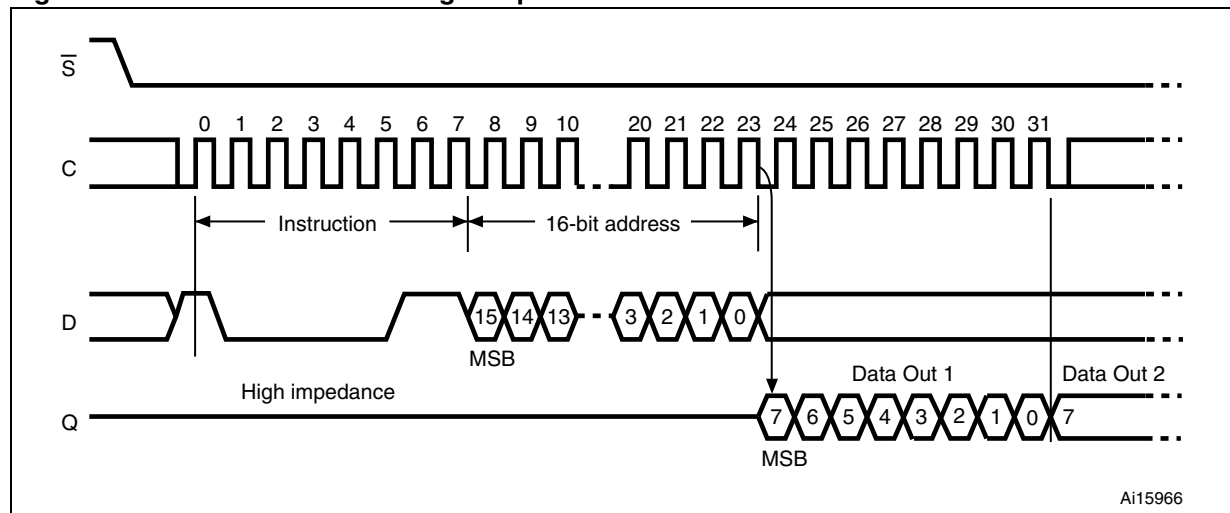 S
0 1 2 3 4 5 6 7 8 9 10 20 21 22 23 24 25 26 27 28 29 30 31
C
Instruction 16-bit address
D 15 14 13 3 2 1 0
MSB
High impedance Data Out 1 Data Out 2
Q 7 6 5 4 3 2 1 0 7
MSB
Ai15966